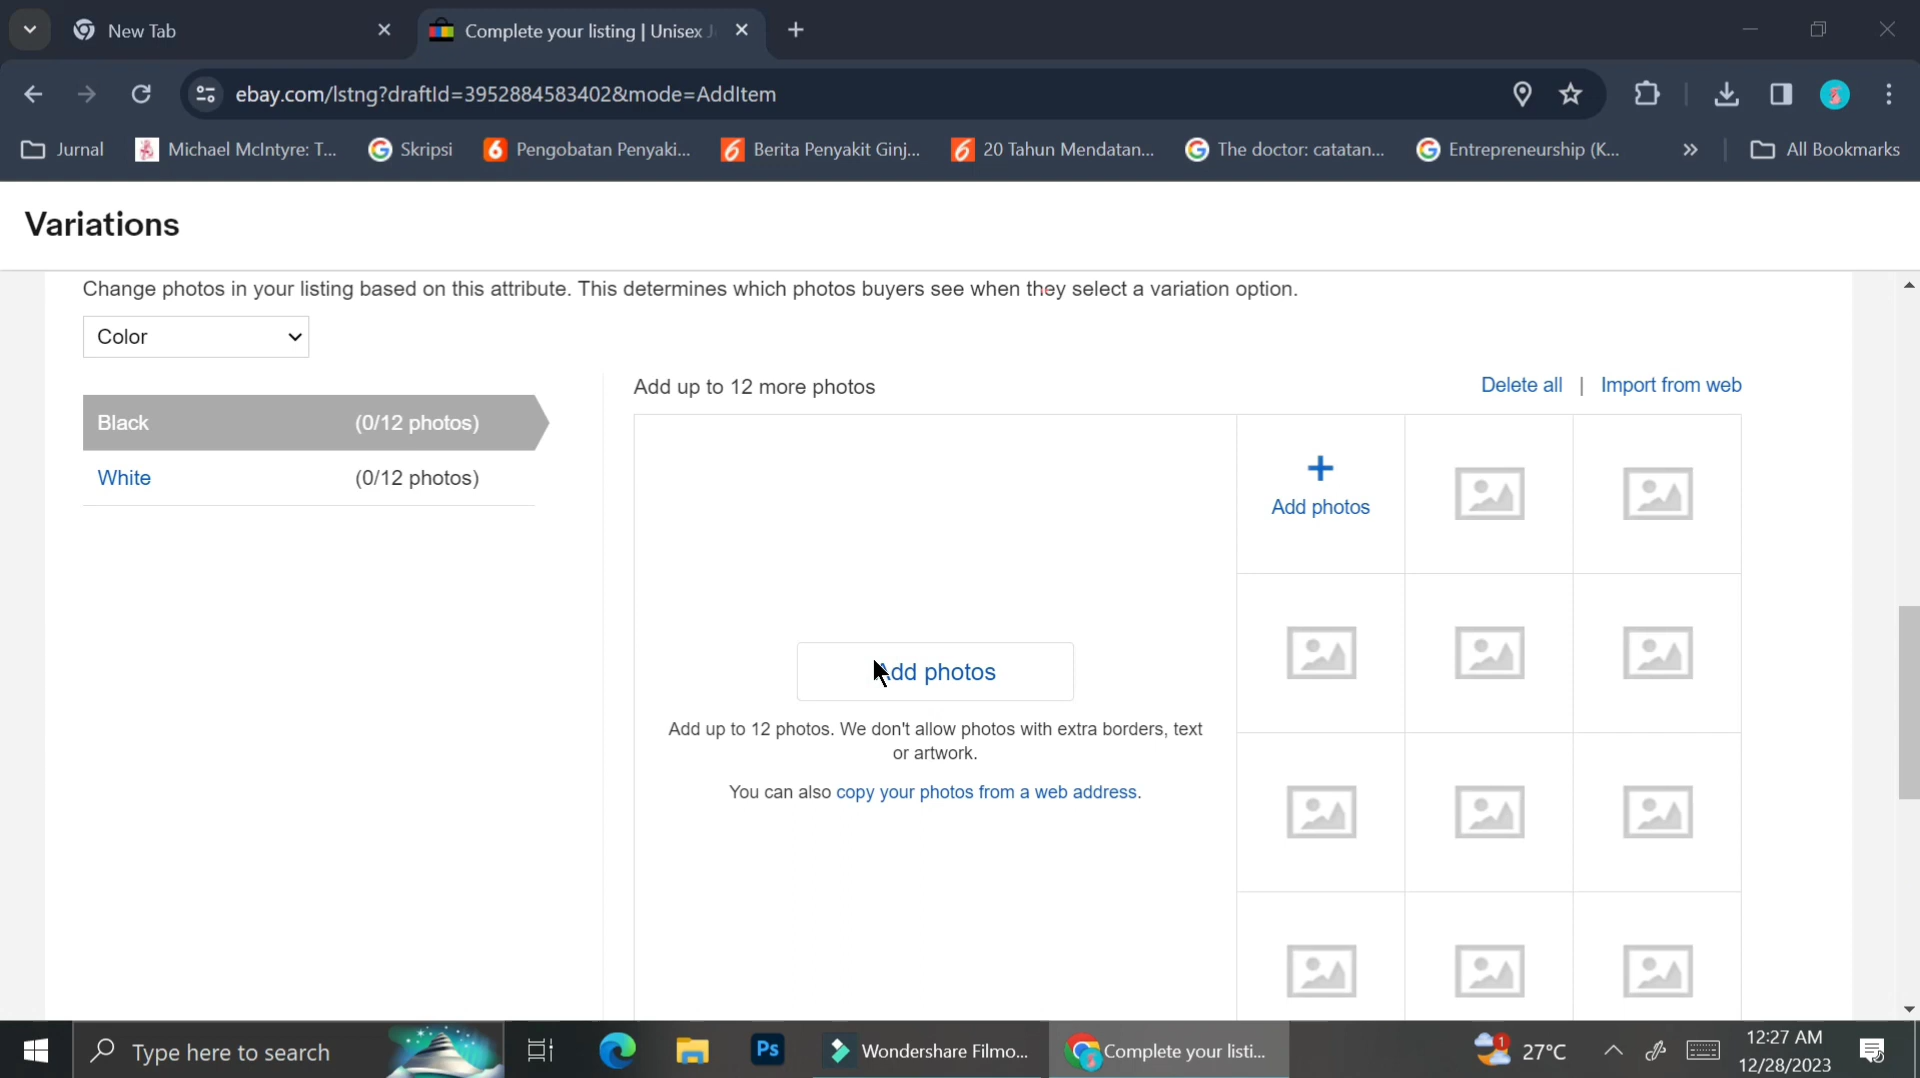 New Tab
Complete your listing | Unisex J
ebay.com/lstng?draftId=3952884583402&mode=AddItem
Jurnal
Michael McIntyre: T...
Skripsi
Pengobatan Penyaki...
Berita Penyakit Ginj...
20 Tahun Mendatan...
The doctor: catatan...
Entrepreneurship (K...
All Bookmarks
Variations
Change photos in your listing based on this attribute. This determines which photos buyers see when they select a variation option.
Color
Add up to 12 more photos
Delete all | Import from web
Black (0/12 photos)
White (0/12 photos)
Add photos
Add photos
Add up to 12 photos. We don't allow photos with extra borders, text
or artwork.
You can also copy your photos from a web address.
Type here to search
Ps
Wondershare Filmo...
Complete your listi...
1
27°C
12:27 AM
12/28/2023